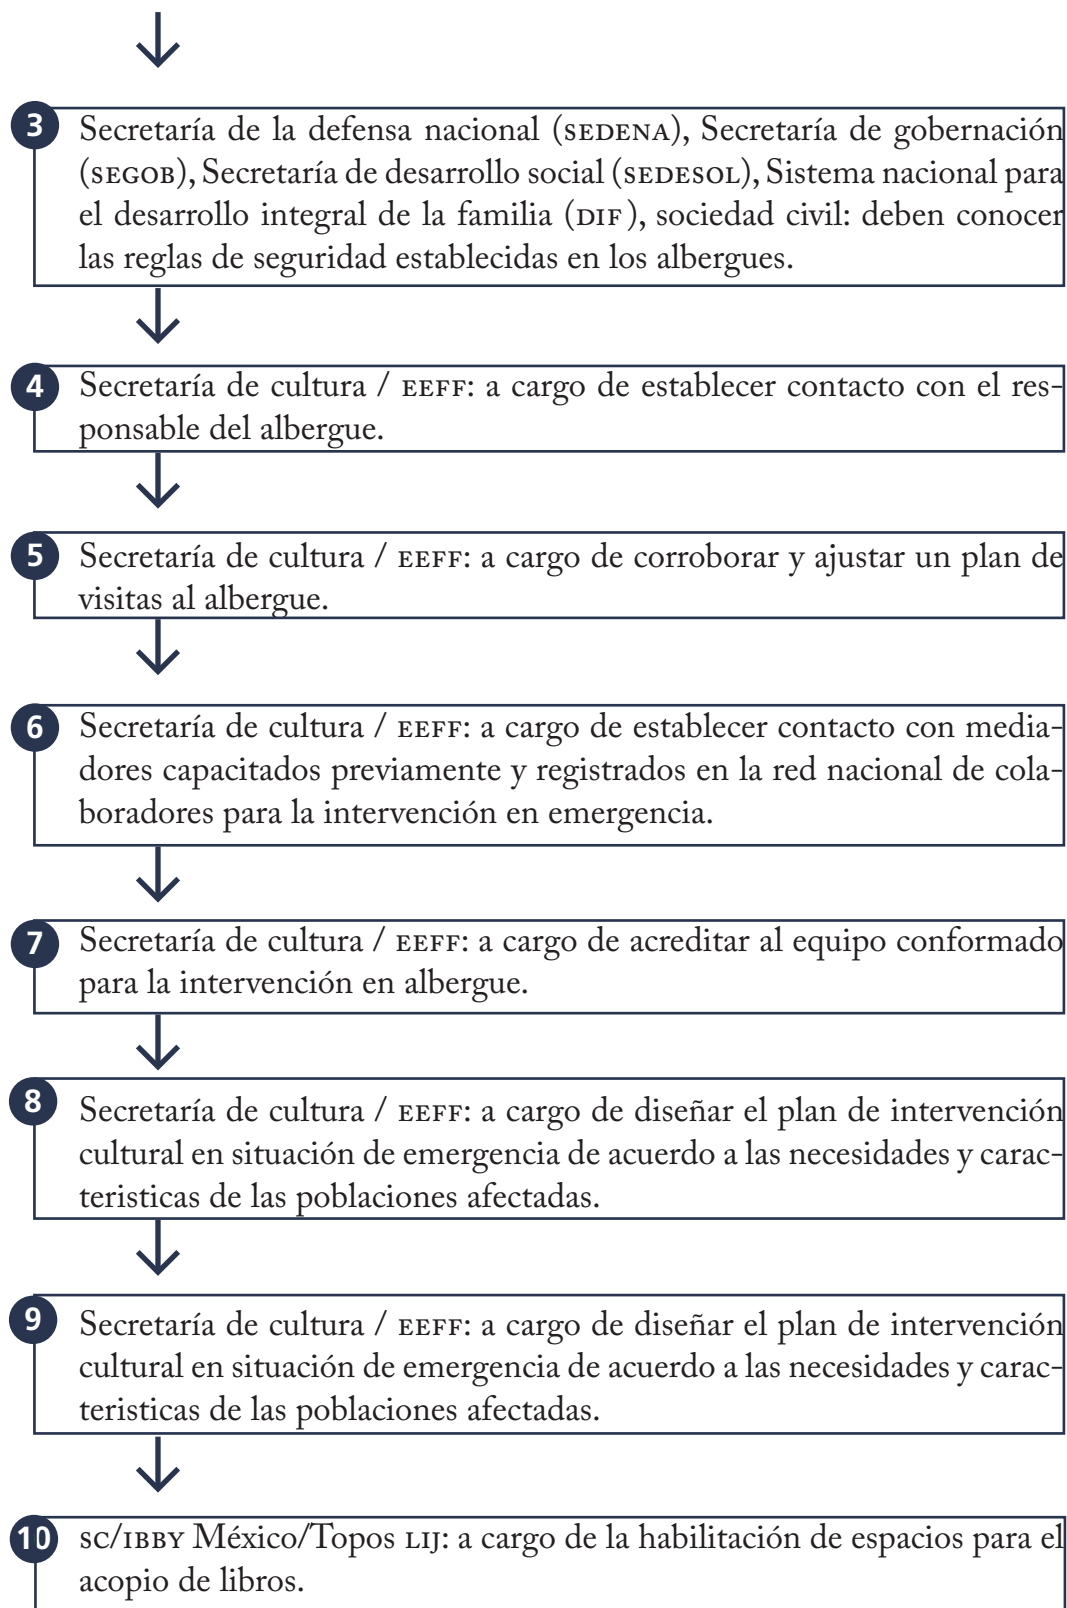 3 Secretaría de la defensa nacional (SEDENA), Secretaría de gobernación
(SEGOB), Secretaría de desarrollo social (SEDESOL), Sistema nacional para
el desarrollo integral de la familia (DIF), sociedad civil: deben conocer
las reglas de seguridad establecidas en los albergues.
4 Secretaría de cultura / EEFF: a cargo de establecer contacto con el res-
ponsable del albergue.
5 Secretaría de cultura / EEFF: a cargo de corroborar y ajustar un plan de
visitas al albergue.
6 Secretaría de cultura / EEFF: a cargo de establecer contacto con media-
dores capacitados previamente y registrados en la red nacional de cola-
boradores para la intervención en emergencia.
7 Secretaría de cultura / EEFF: a cargo de acreditar al equipo conformado
para la intervención en albergue.
8 Secretaría de cultura / EEFF: a cargo de diseñar el plan de intervención
cultural en situación de emergencia de acuerdo a las necesidades y carac-
teristicas de las poblaciones afectadas.
9 Secretaría de cultura / EEFF: a cargo de diseñar el plan de intervención
cultural en situación de emergencia de acuerdo a las necesidades y carac-
teristicas de las poblaciones afectadas.
10 SC/IBBY México/Topos LIJ: a cargo de la habilitación de espacios para el
acopio de libros.